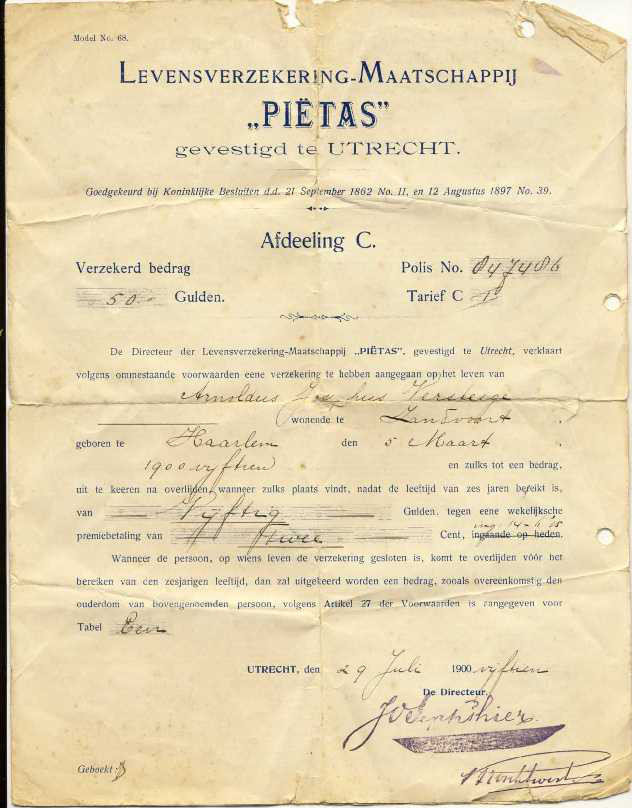 Model No. 68.
LEVENSVERZEKERING-MAATSCHAPPIJ
„PIËTAS”
gevestigd te UTRECHT.
Goedgekeurd bij Koninklijke Besluiten d.d. 21 September 1862 No. 11, en 12 Augustus 1897 No. 39.
Afdeeling C.
Verzekerd bedrag Polis No. 047406
50 Gulden. Tarief C 1
De Directeur der Levensverzekering-Maatschappij „PIËTAS”, gevestigd te Utrecht, verklaart
volgens ommestaande voorwaarden eene verzekering te hebben aangegaan op het leven van
Arnoldus Josephus Versteege
wonende te Zandvoort
geboren te Haarlem den 5 Maart
1900 vyftien en zulks tot een bedrag,
uit te keeren na overlijden, wanneer zulks plaats vindt, nadat de leeftijd van zes jaren bereikt is,
van Vyftig Gulden, tegen eene wekelijksche
premiebetaling van twee Cent, ingaande op heden.
Wanneer de persoon, op wiens leven de verzekering gesloten is, komt te overlijden vóór het
bereiken van een zesjarigen leeftijd, dan zal uitgekeerd worden een bedrag, zooals overeenkomstig den
ouderdom van bovengenoemden persoon, volgens Artikel 27 der Voorwaarden is aangegeven voor
Tabel Een
UTRECHT, den 29 Juli 1900 vyftien
De Directeur,
Geboekt